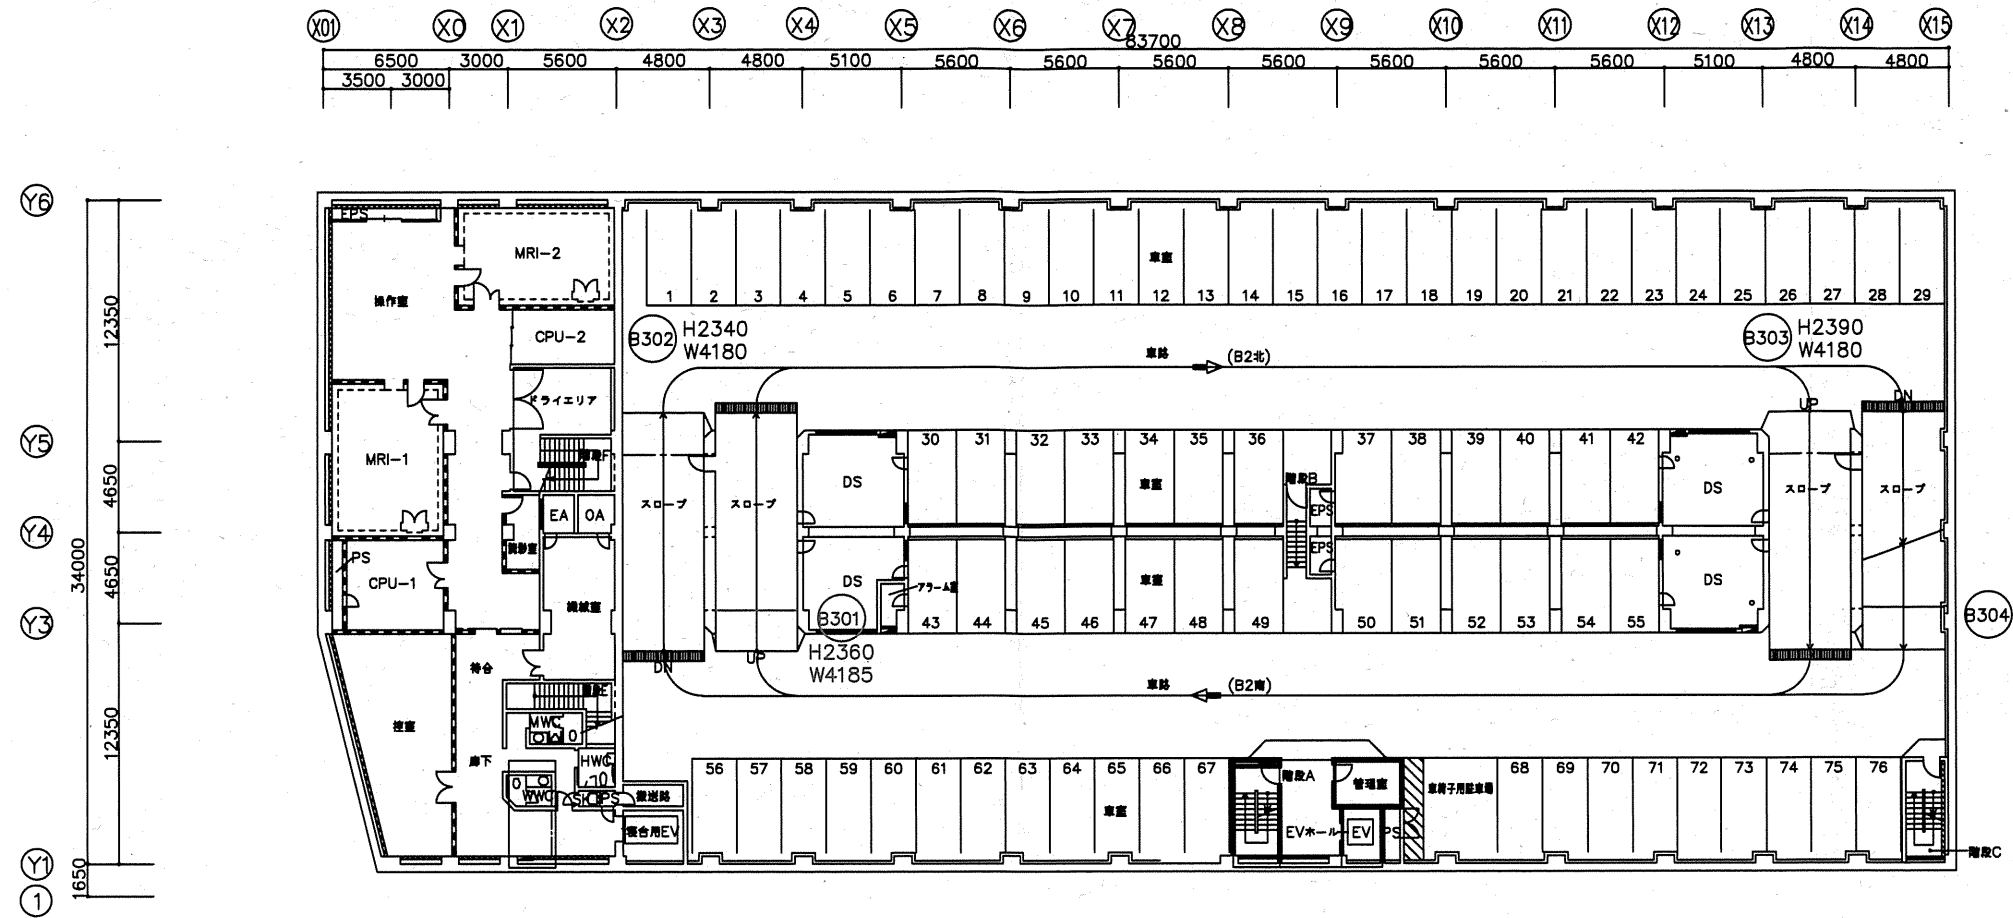 X01 X0 X1 X2 X3 X4 X5 X6 X7 X8 X9 X10 X11 X12 X13 X14 X15
83700
6500 3000 5600 4800 4800 5100 5600 5600 5600 5600 5600 5600 5600 5100 4800 4800
3500 3000
Y6
12350
Y5
4650
Y4
34000
4650
Y3
12350
Y1
1650
1
EPS
MRI-2
操作室
CPU-2
ドライエリア
階段F
MRI-1
EA OA
読影室
PS
CPU-1
機械室
待合
階段E
控室
MWC
廊下
HWC
WWC
SK
PS
搬送路
寝台用EV
車室
1 2 3 4 5 6 7 8 9 10 11 12 13 14 15 16 17 18 19 20 21 22 23 24 25 26 27 28 29
B302
H2340
W4180
B303
H2390
W4180
車路 (B2北)
UP
DN
30 31 32 33 34 35 36 37 38 39 40 41 42
スロープ スロープ
DS
車室
階段B
EPS
DS
スロープ スロープ
DS
アラーム室
車室
EPS
DS
B301
H2360
W4185
43 44 45 46 47 48 49 50 51 52 53 54 55
B304
DN
UP
車路 (B2南)
56 57 58 59 60 61 62 63 64 65 66 67
階段A
管理室
車椅子用駐車場
68 69 70 71 72 73 74 75 76
車室
EVホール
EV
PS
階段C